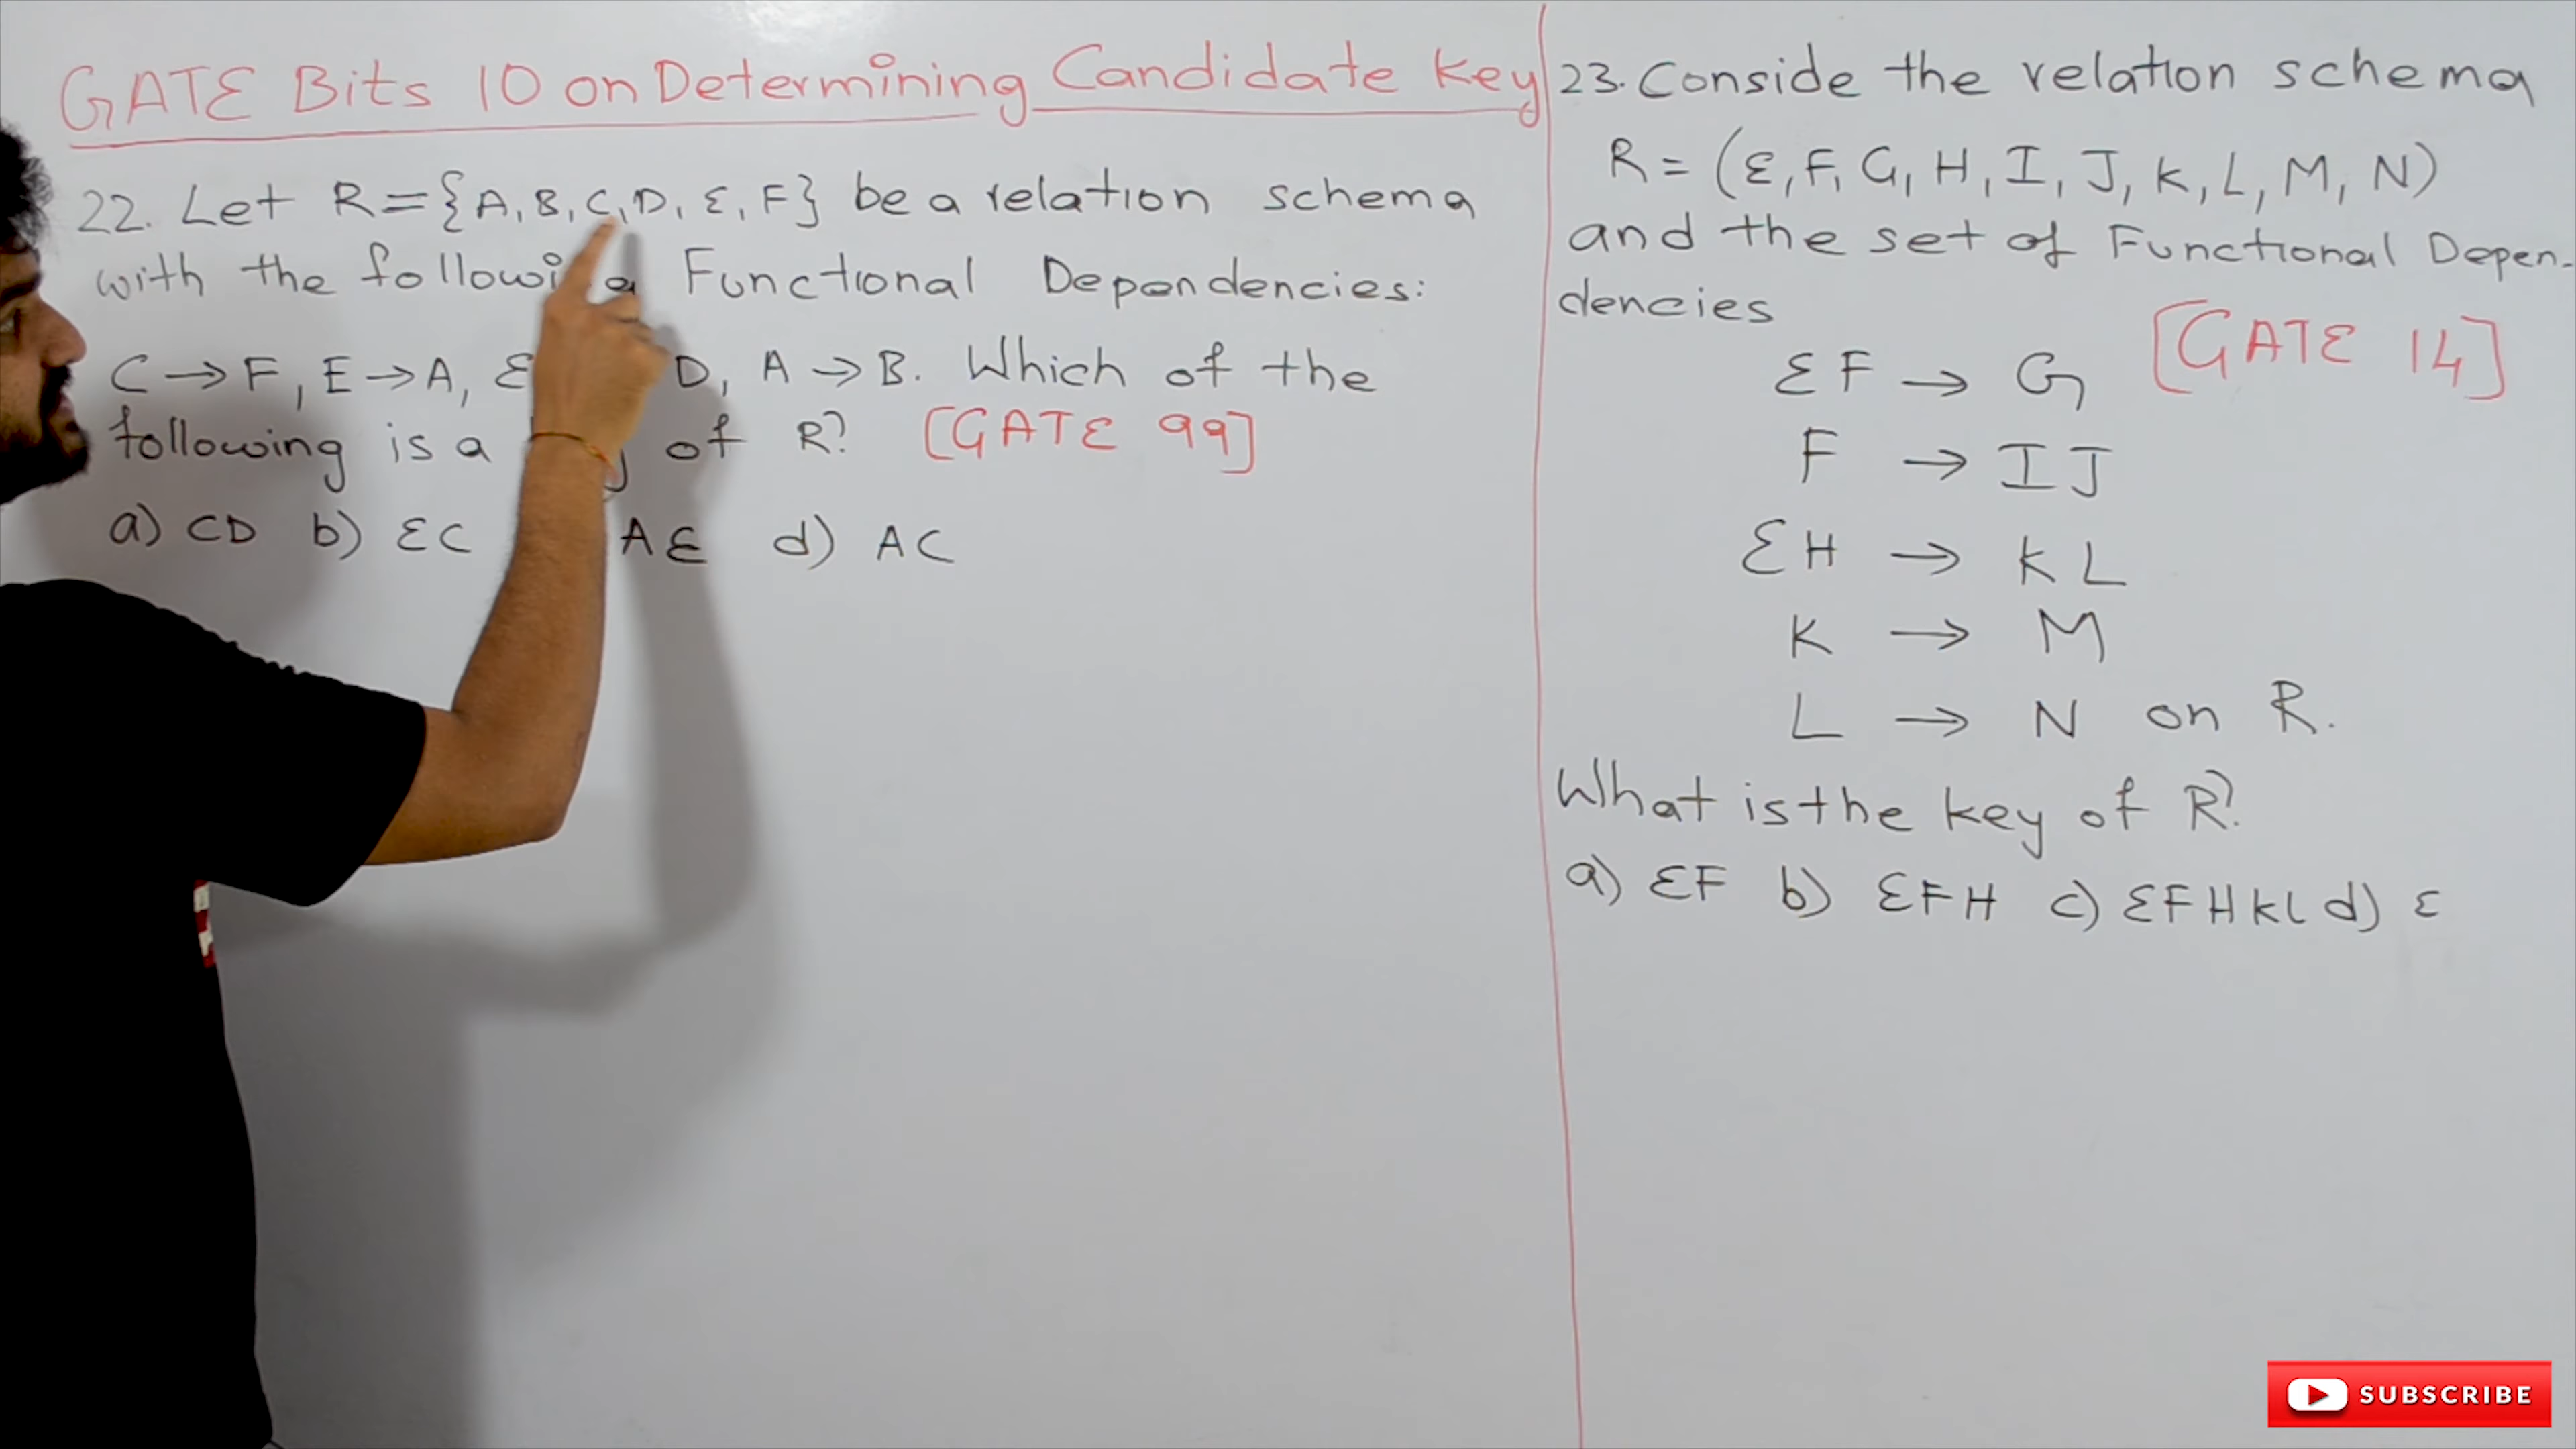 GATE Bits 10 on Determining Candidate Key
22. Let R={A, B, C, D, E, F} be a relation schema
with the Functional Dependencies:
C→F, E→A, E D, A→B. Which of the
following is a of R? [GATE 99]
a) CD b) EC AE d) AC
23. Conside the relation schema
R = (E, F, G, H, I, J, K, L, M, N)
and the set of Functional Depen-
dencies
[GATE 14]
EF → G
F → IJ
EH → KL
K → M
L → N on R.
What is the key of R?
a) EF b) EFH c) EFHKL d) E
SUBSCRIBE